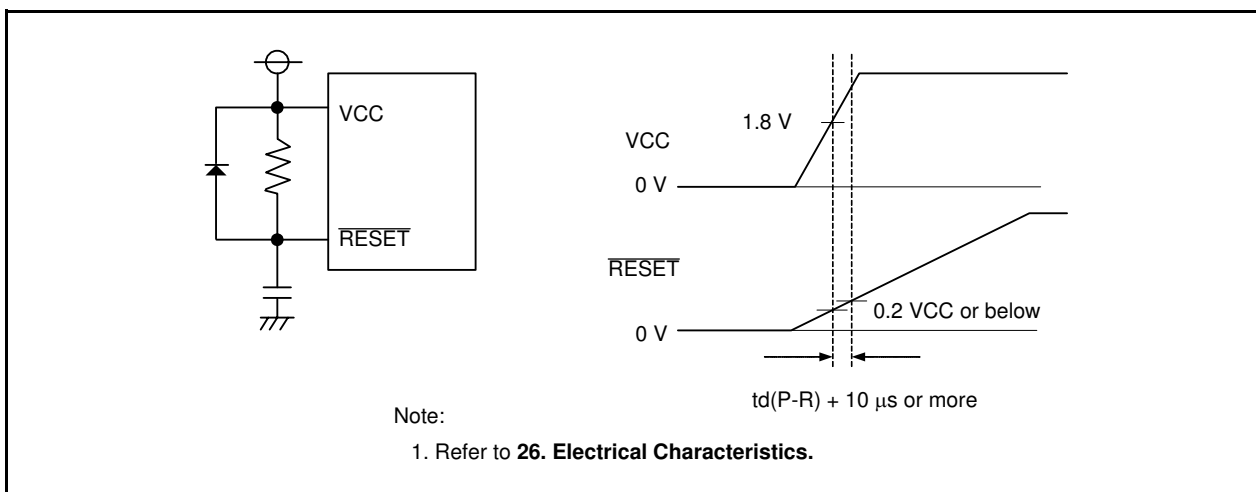 VCC
RESET
1.8 V
VCC
0 V
RESET
0.2 VCC or below
0 V
td(P-R) + 10 μs or more
Note:
1. Refer to 26. Electrical Characteristics.